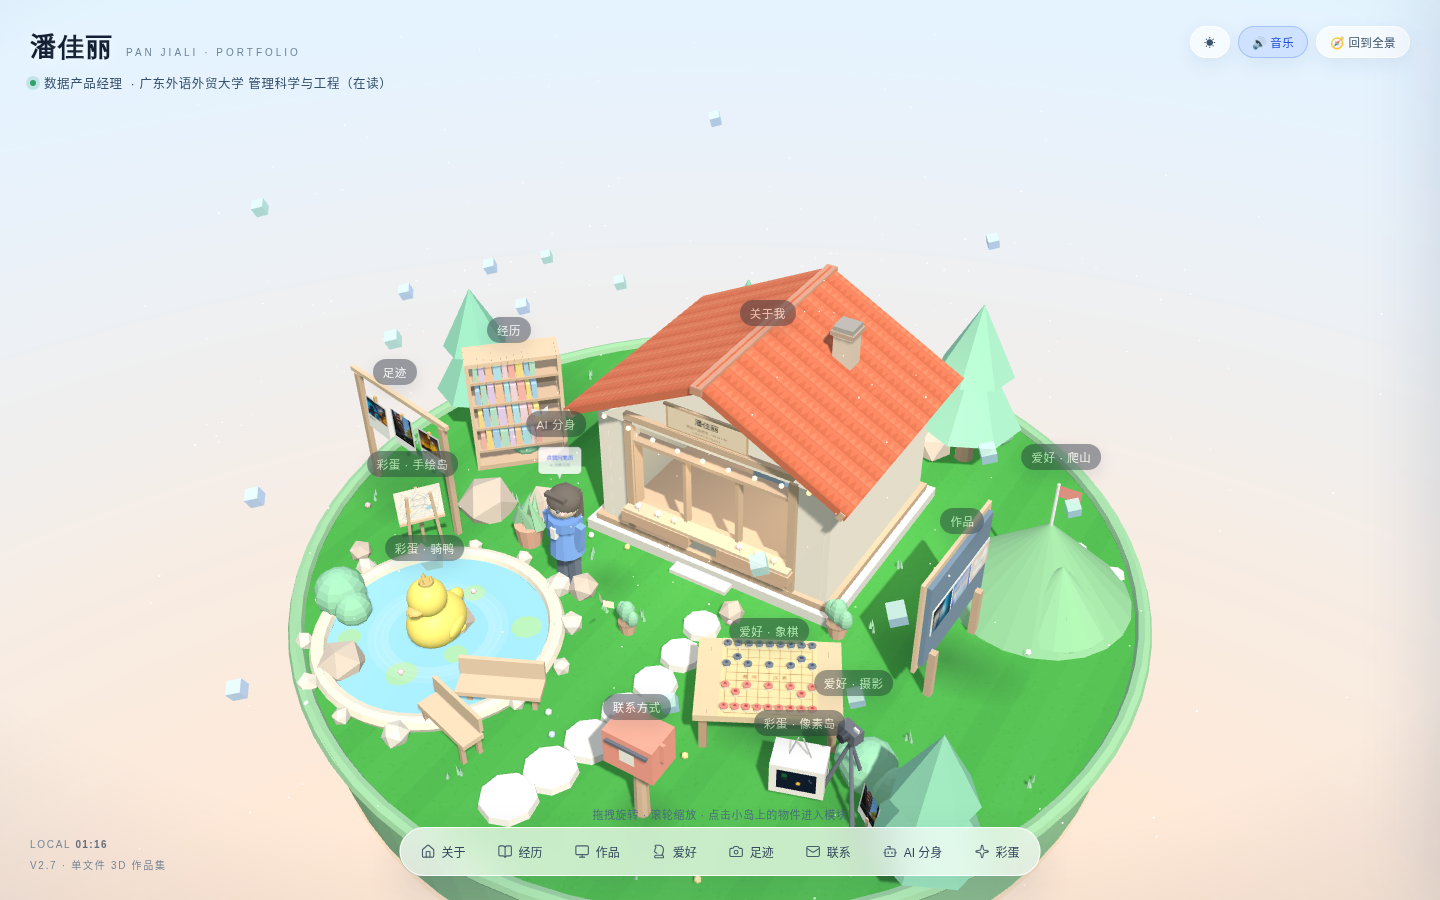 潘佳丽 PAN JIALI · PORTFOLIO
数据产品经理 · 广东外语外贸大学 管理科学与工程（在读）
🔊 音乐
🧭 回到全景
关于我
经历
足迹
AI 分身
彩蛋 · 手绘岛
爱好 · 爬山
作品
彩蛋 · 骑鸭
潘佳丽
爱好 · 象棋
爱好 · 摄影
联系方式
彩蛋 · 像素岛
拖拽旋转 · 滚轮缩放 · 点击小岛上的物件进入模块
LOCAL 01:16
V2.7 · 单文件 3D 作品集
关于 经历 作品 爱好 足迹 联系 AI 分身 彩蛋